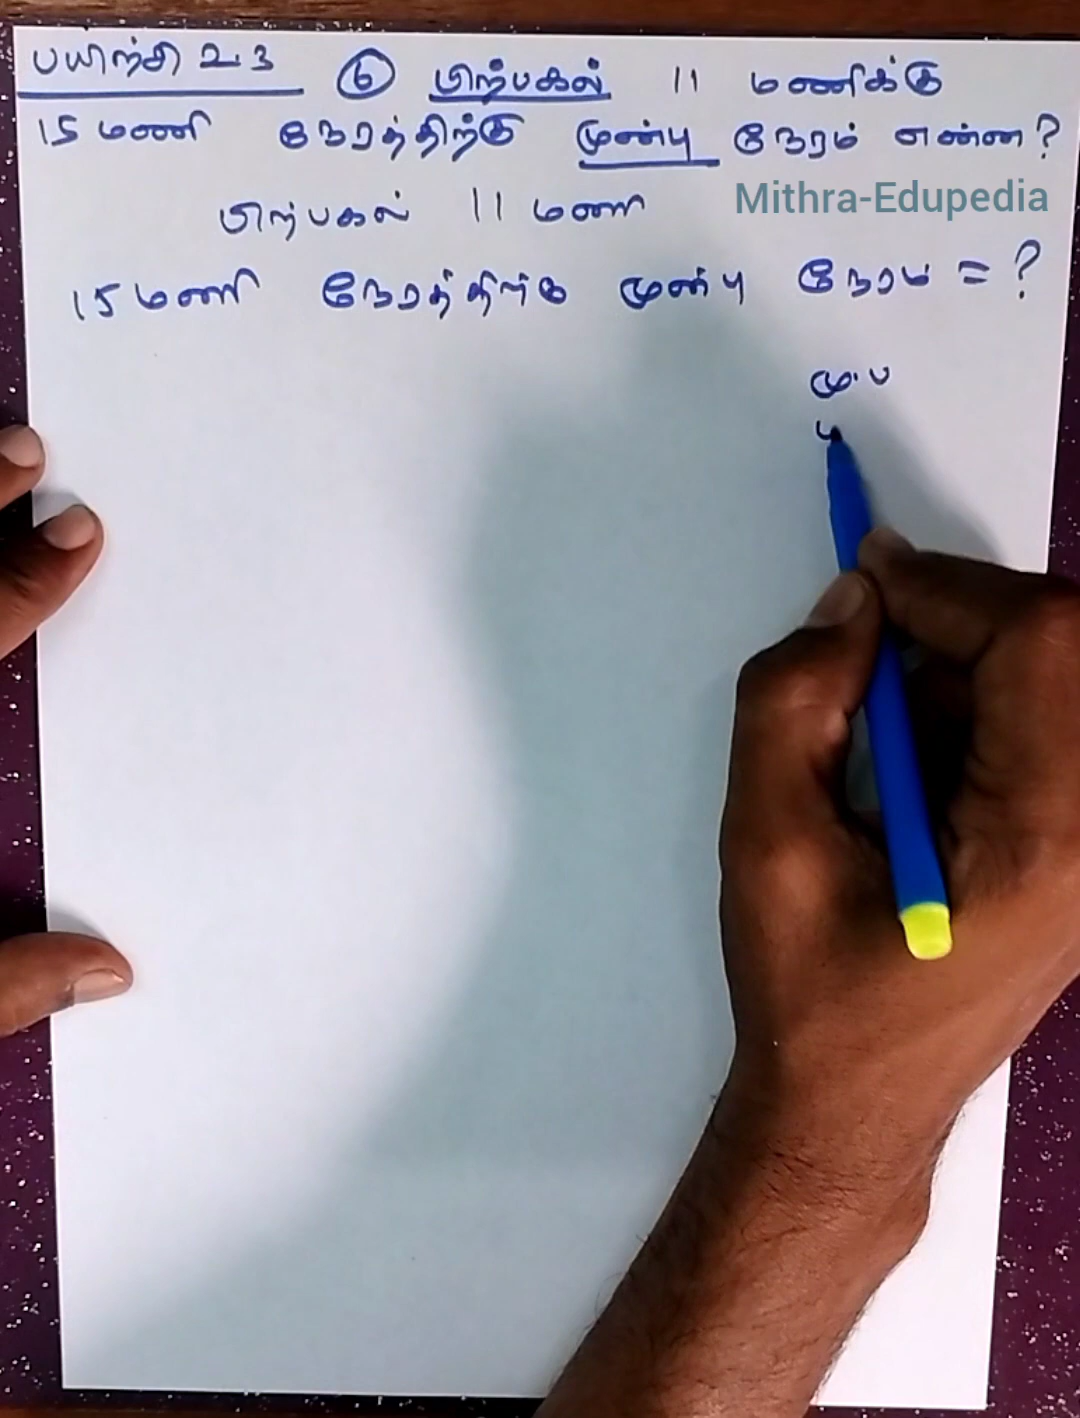 பயிற்சி 2.3 ⑥ பிற்பகல் 11 மணிக்கு
15 மணி நேரத்திற்கு முன்பு நேரம் என்ன?
Mithra-Edupedia
பிற்பகல் 11 மணி
15 மணி நேரத்திற்கு முன்பு நேரம் = ?
மு.ப